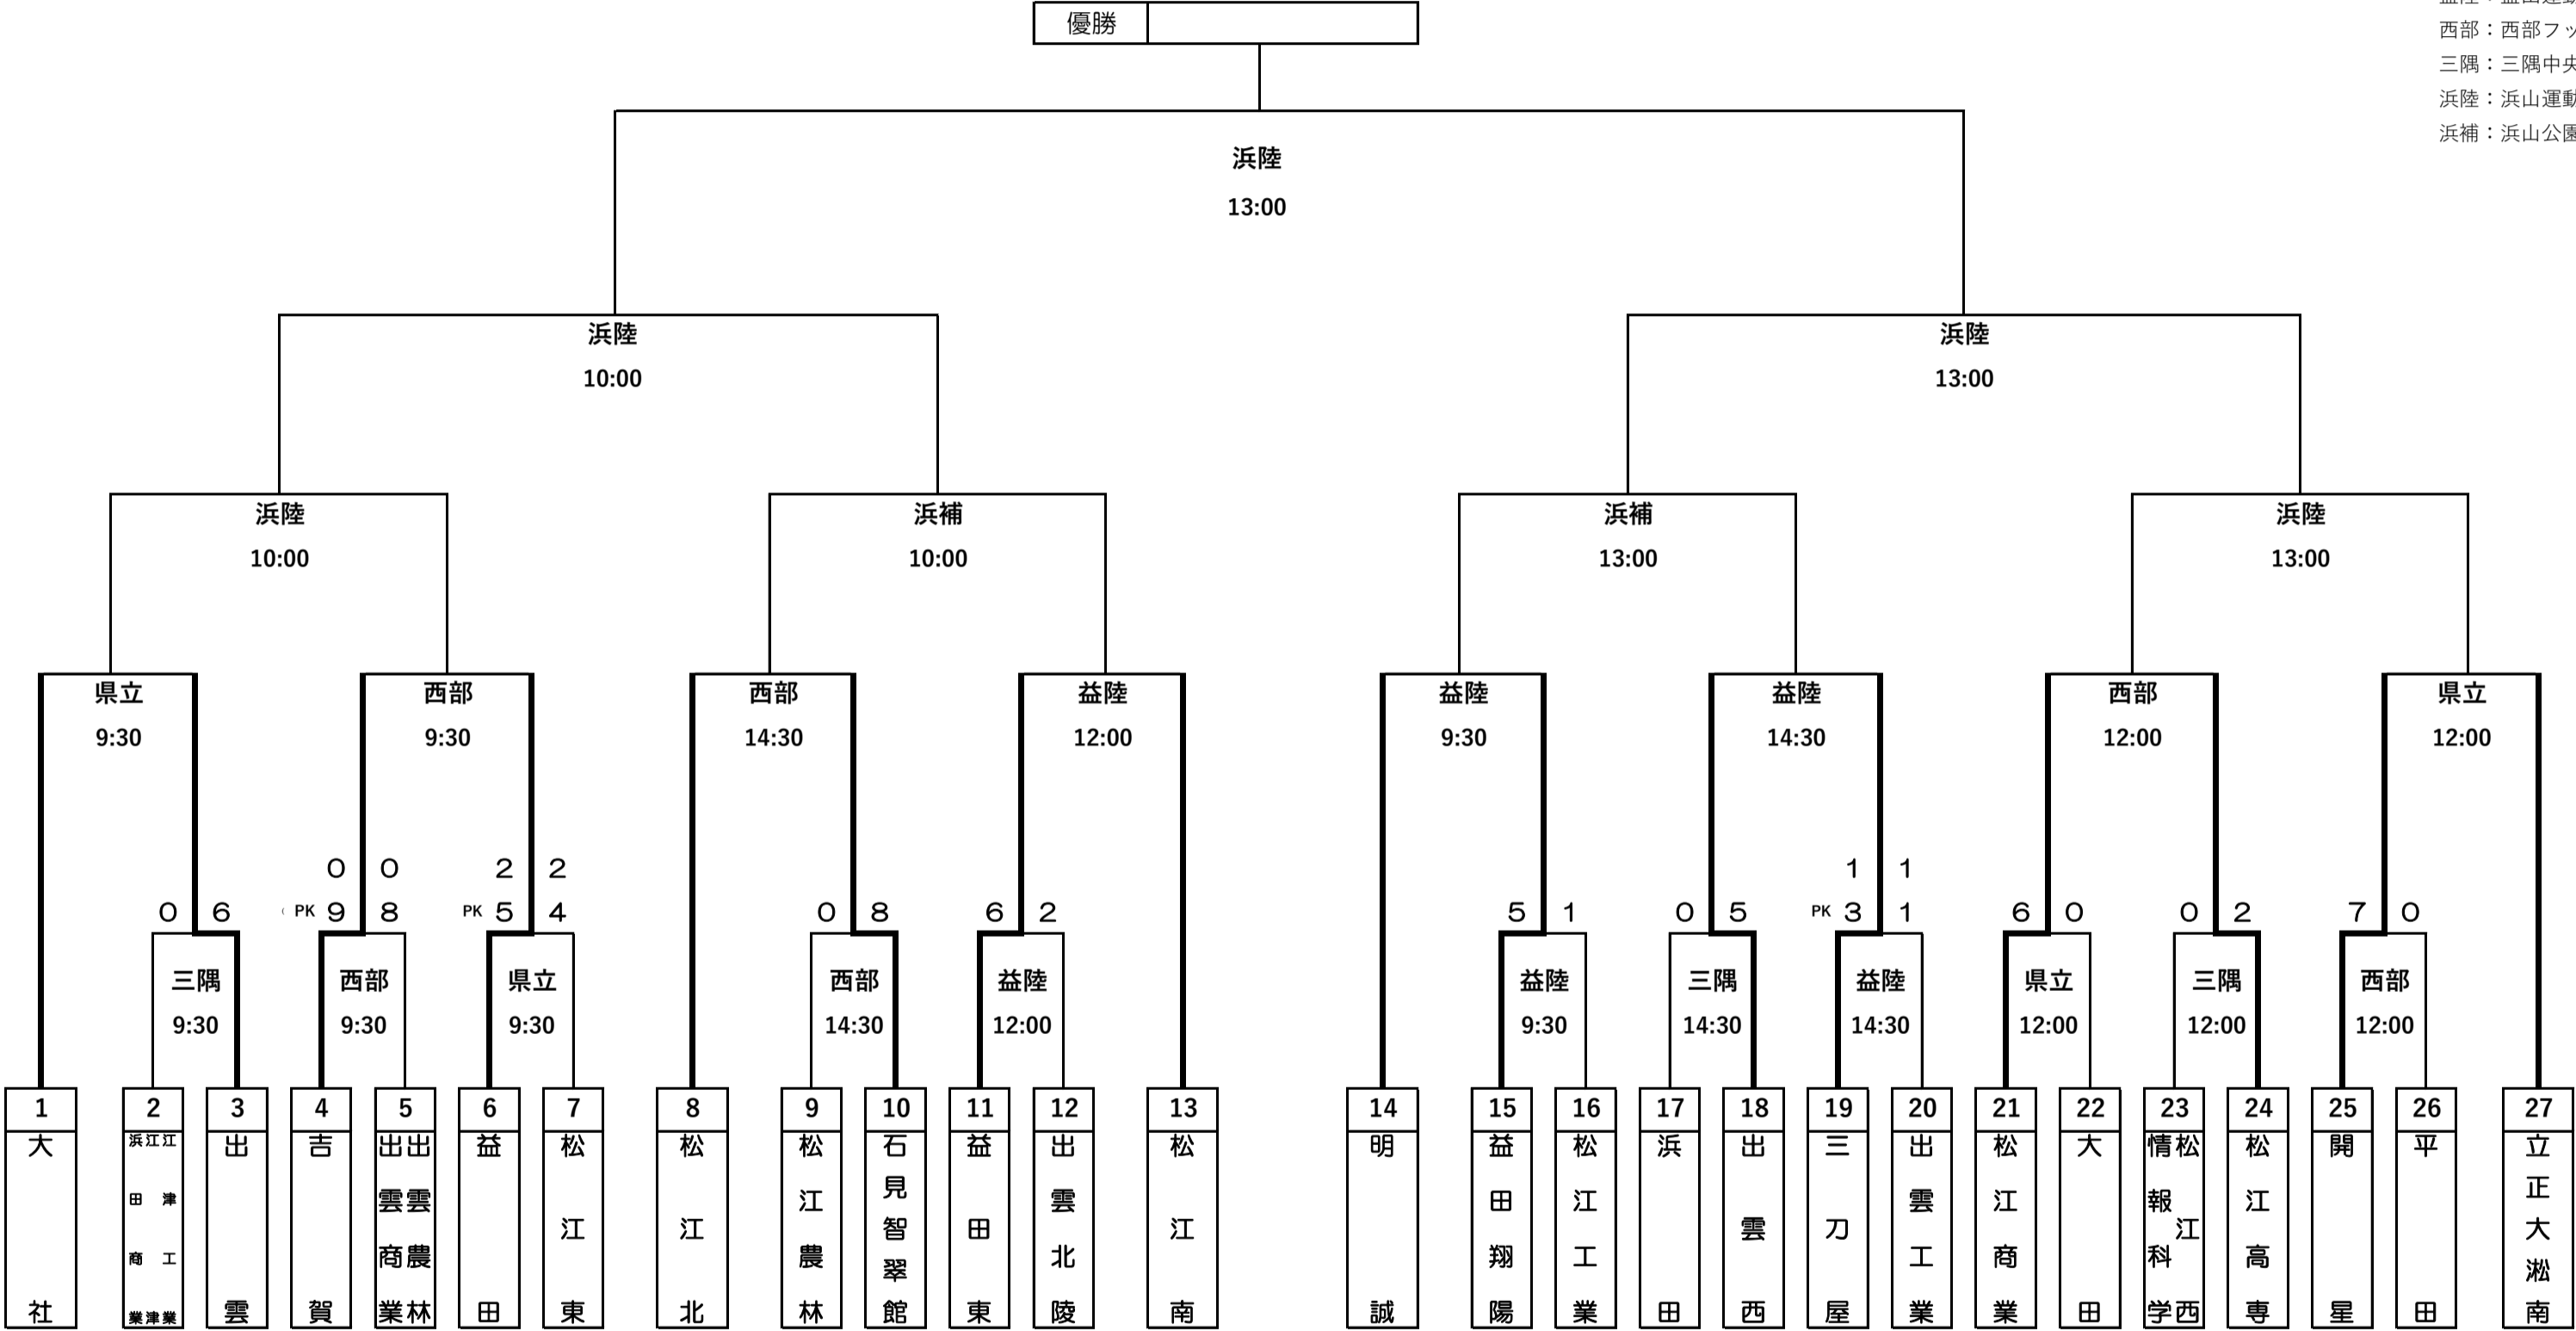 優勝
西部：西部フッ
三隅：三隅中央
浜陸：浜山運動
浜補：浜山公園
浜陸
13:00
浜陸
10:00
浜陸
13:00
浜陸
10:00
浜補
10:00
浜補
13:00
浜陸
13:00
県立
9:30
西部
9:30
西部
14:30
益陸
12:00
益陸
9:30
益陸
14:30
西部
12:00
県立
12:00
0 0
2 2
1 1
0 6
( PK 9 8
PK 5 4
0 8
6 2
5 1
0 5
PK 3 1
6 0
0 2
7 0
三隅
9:30
西部
9:30
県立
9:30
西部
14:30
益陸
12:00
益陸
9:30
三隅
14:30
益陸
14:30
県立
12:00
三隅
12:00
西部
12:00
1
大社
2
江津工業
江津
浜田商業
3
出雲
4
吉賀
5
出雲農林
出雲商業
6
益田
7
松江東
8
松江北
9
松江農林
10
石見智翠館
11
益田東
12
出雲北陵
13
松江南
14
明誠
15
益田翔陽
16
松江工業
17
浜田
18
出雲西
19
三刀屋
20
出雲工業
21
松江商業
22
大田
23
松江西
情報科学
24
松江高専
25
開星
26
平田
27
立正大淞南